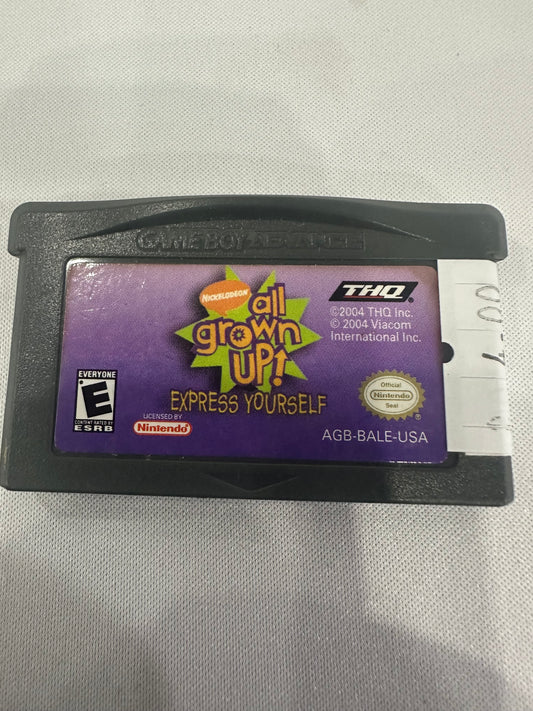 GAME BOY ADVANCE
NICKELODEON
all
grown
UP!
EXPRESS YOURSELF
THQ
©2004 THQ Inc.
© 2004 Viacom
International Inc.
EVERYONE
E
CONTENT RATED BY
ESRB
LICENSED BY
Nintendo
Official
Nintendo
Seal
AGB-BALE-USA